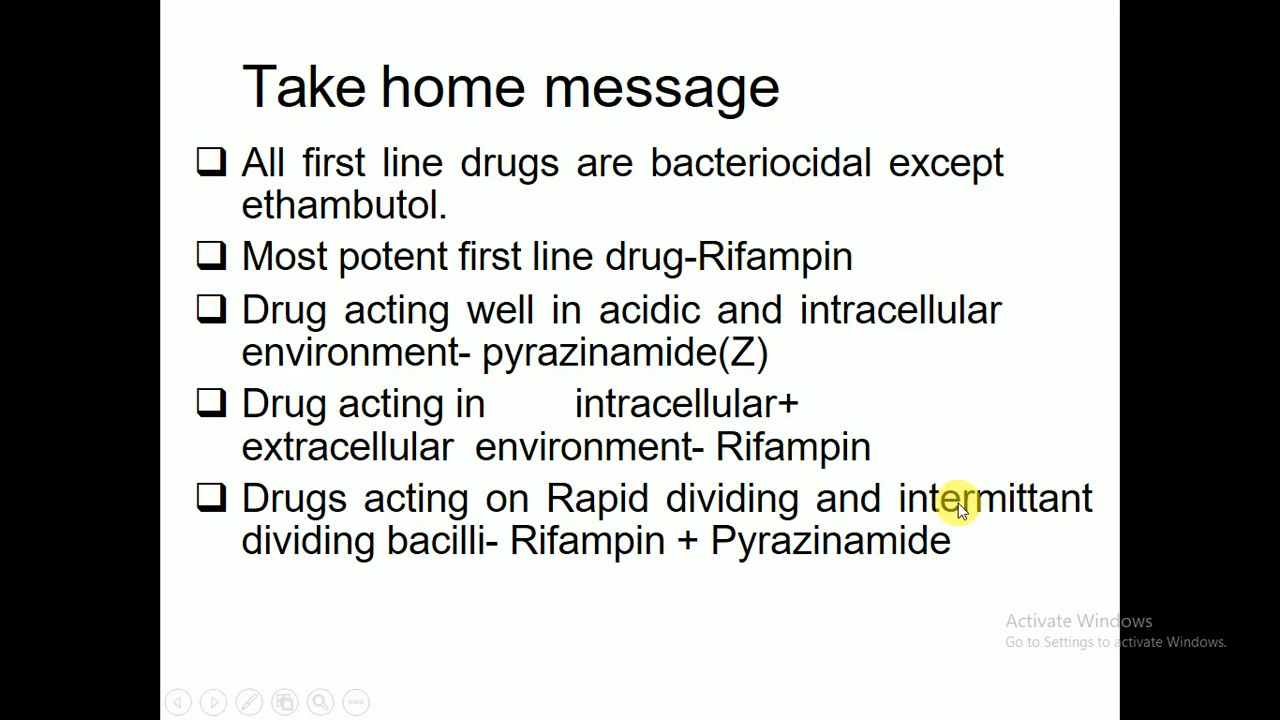 Take home message
❑ All first line drugs are bacteriocidal except
ethambutol.
❑ Most potent first line drug-Rifampin
❑ Drug acting well in acidic and intracellular
environment- pyrazinamide(Z)
❑ Drug acting in intracellular+
extracellular environment- Rifampin
❑ Drugs acting on Rapid dividing and intermittant
dividing bacilli- Rifampin + Pyrazinamide
Activate Windows
Go to Settings to activate Windows.